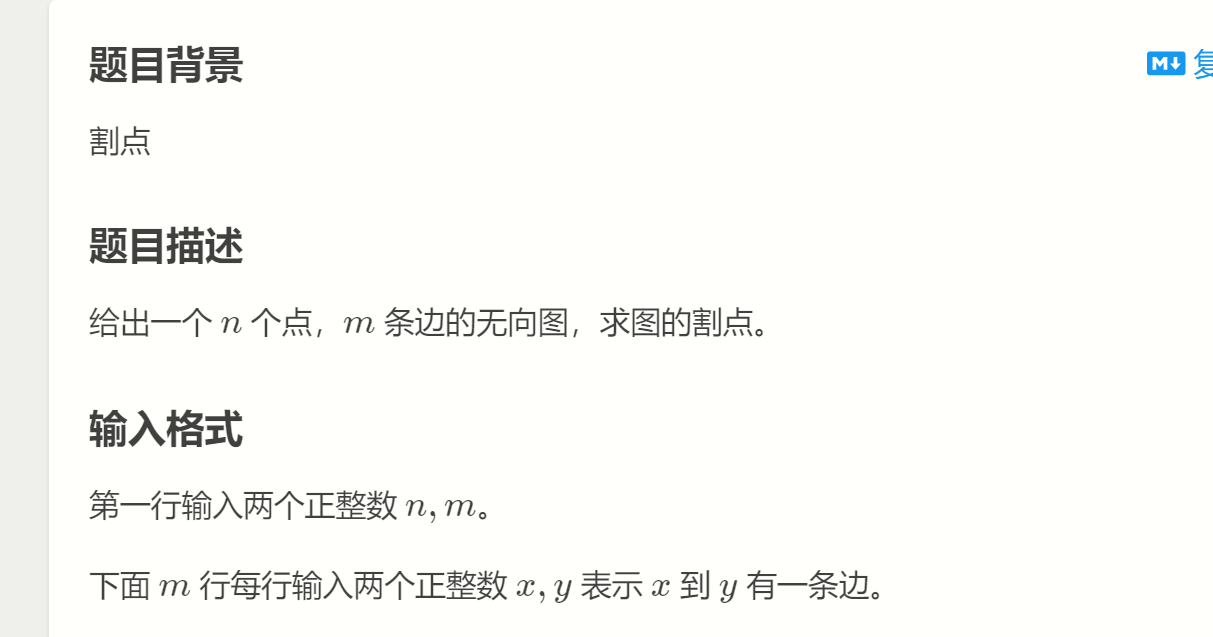 题目背景
M↓ 复
割点
题目描述
给出一个 n 个点，m 条边的无向图，求图的割点。
输入格式
第一行输入两个正整数 n, m。
下面 m 行每行输入两个正整数 x, y 表示 x 到 y 有一条边。